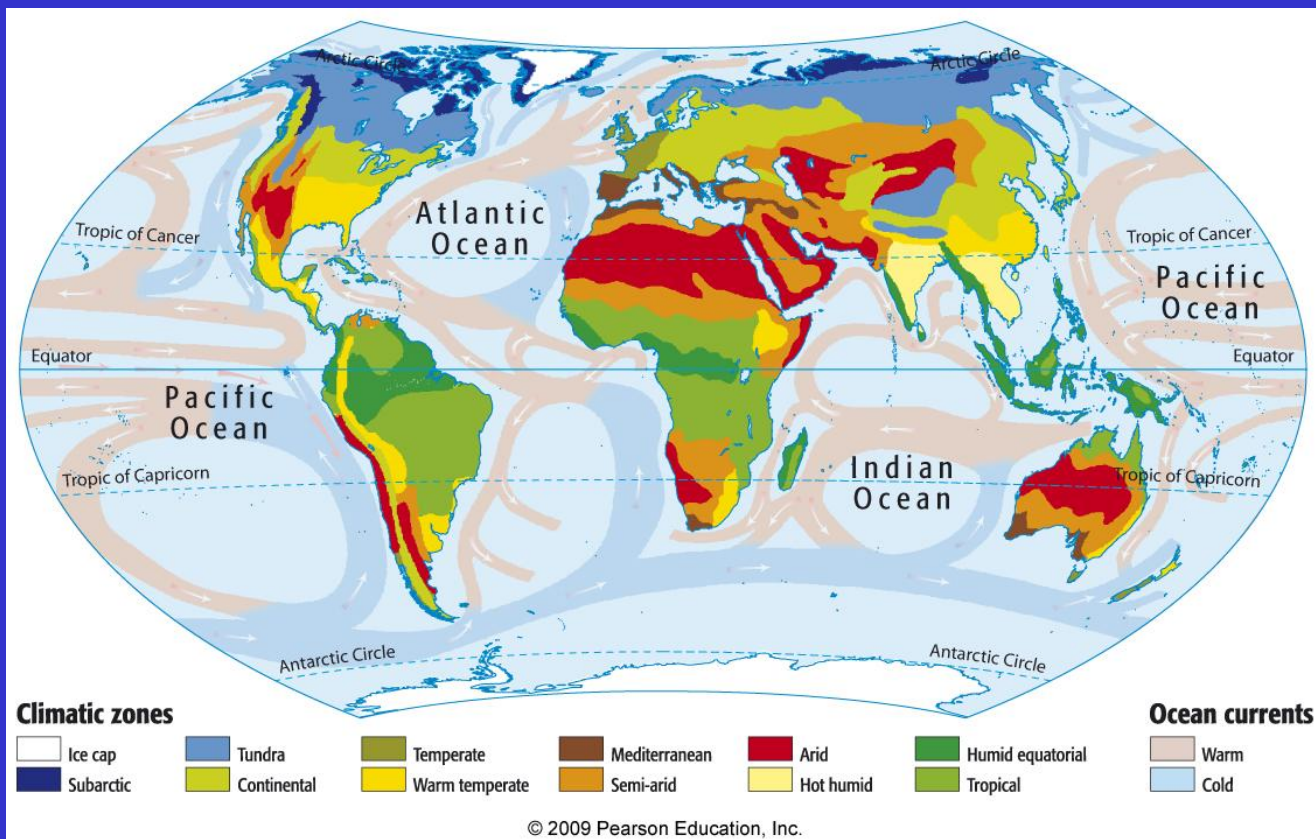 Arctic Circle
Arctic Circle
Atlantic
Ocean
Tropic of Cancer
Tropic of Cancer
Pacific
Ocean
Equator
Equator
Pacific
Ocean
Indian
Ocean
Tropic of Capricorn
Tropic of Capricorn
Antarctic Circle
Antarctic Circle
Climatic zones
Ice cap
Subarctic
Tundra
Continental
Temperate
Warm temperate
Mediterranean
Semi-arid
Arid
Hot humid
Humid equatorial
Tropical
Ocean currents
Warm
Cold
© 2009 Pearson Education, Inc.